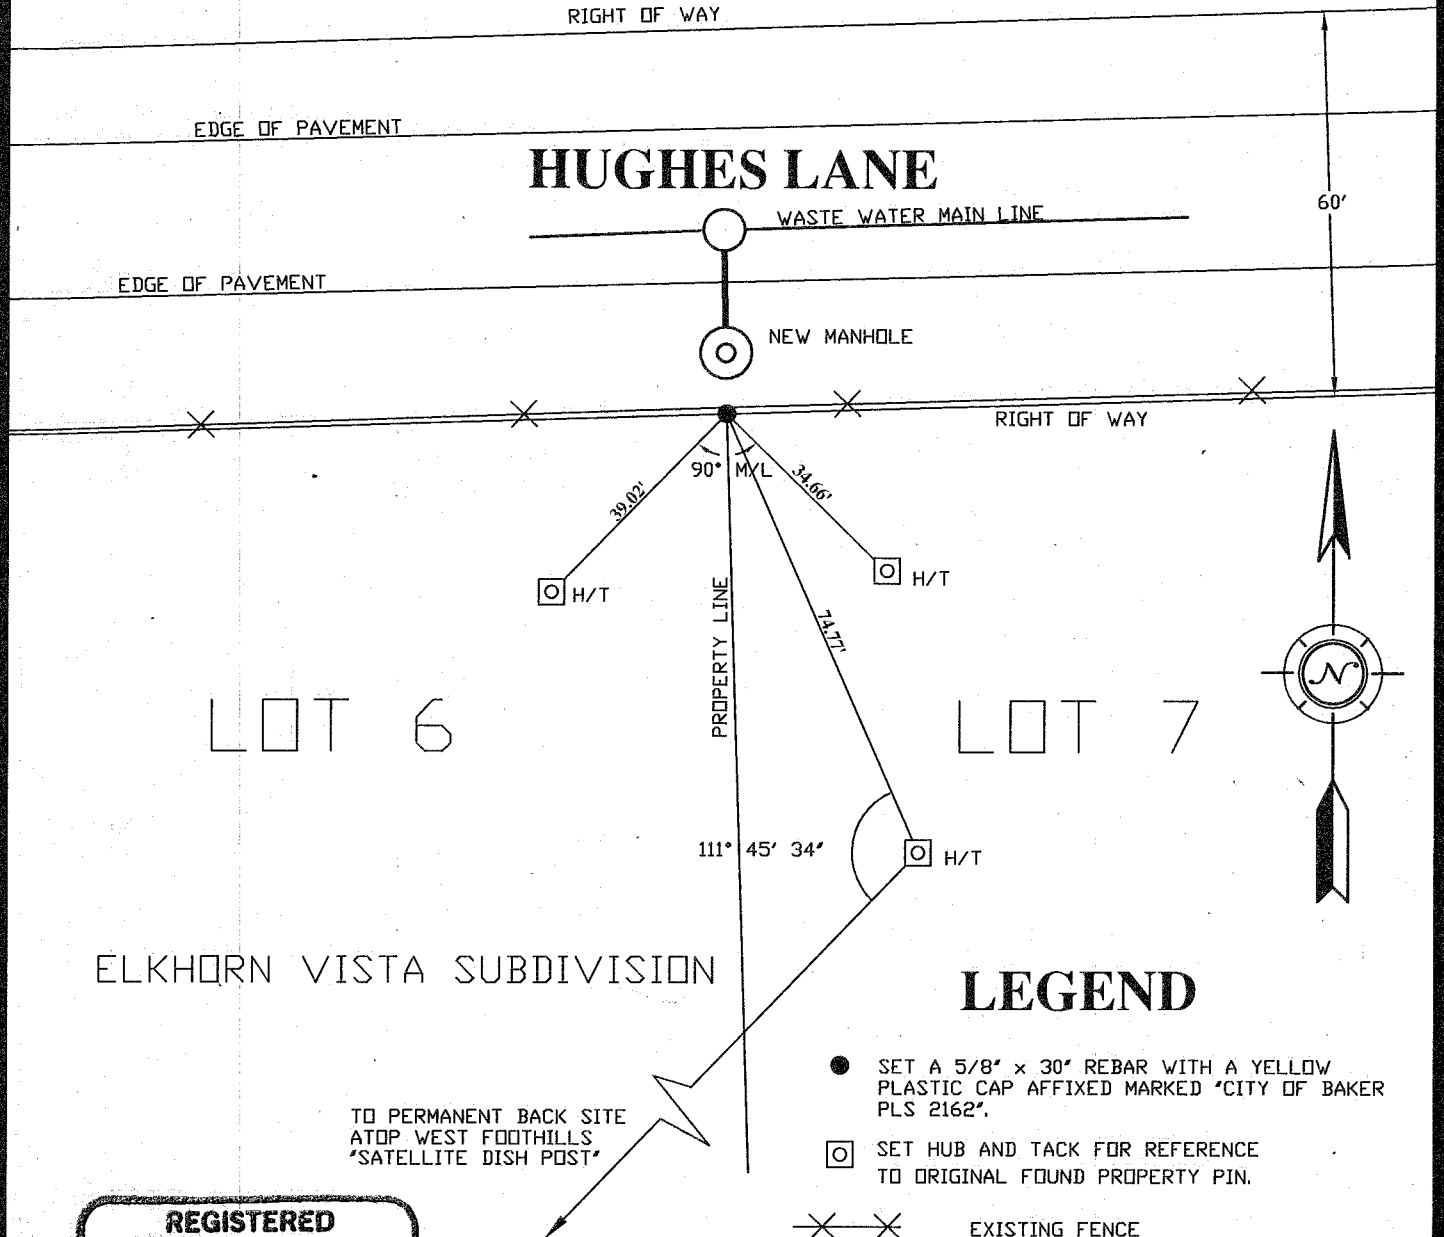 RIGHT OF WAY
EDGE OF PAVEMENT
HUGHES LANE
60'
WASTE WATER MAIN LINE
EDGE OF PAVEMENT
NEW MANHOLE
RIGHT OF WAY
90° M/L
39.02'
34.66'
H/T
H/T
PROPERTY LINE
74.77'
LOT 6
LOT 7
N
111° 45' 34"
H/T
ELKHORN VISTA SUBDIVISION
LEGEND
SET A 5/8" x 30" REBAR WITH A YELLOW
PLASTIC CAP AFFIXED MARKED "CITY OF BAKER
PLS 2162".
TO PERMANENT BACK SITE
ATOP WEST FOOTHILLS
"SATELLITE DISH POST"
SET HUB AND TACK FOR REFERENCE
TO ORIGINAL FOUND PROPERTY PIN.
REGISTERED
EXISTING FENCE